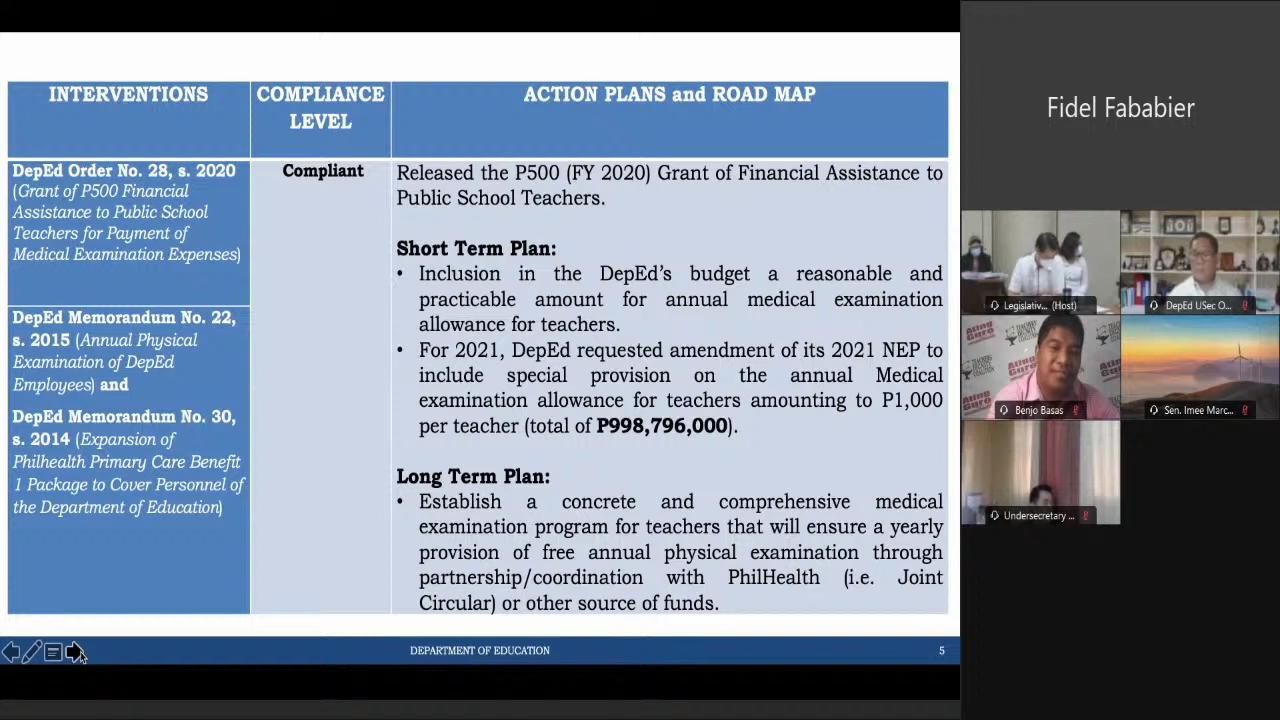 INTERVENTIONS
COMPLIANCE
LEVEL
ACTION PLANS and ROAD MAP
DepEd Order No. 28, s. 2020
(Grant of P500 Financial
Assistance to Public School
Teachers for Payment of
Medical Examination Expenses)
DepEd Memorandum No. 22,
s. 2015 (Annual Physical
Examination of DepEd
Employees) and
DepEd Memorandum No. 30,
s. 2014 (Expansion of
Philhealth Primary Care Benefit
1 Package to Cover Personnel of
the Department of Education)
Compliant
Released the P500 (FY 2020) Grant of Financial Assistance to
Public School Teachers.
Short Term Plan:
• Inclusion in the DepEd’s budget a reasonable and
practicable amount for annual medical examination
allowance for teachers.
• For 2021, DepEd requested amendment of its 2021 NEP to
include special provision on the annual Medical
examination allowance for teachers amounting to P1,000
per teacher (total of P998,796,000).
Long Term Plan:
• Establish a concrete and comprehensive medical
examination program for teachers that will ensure a yearly
provision of free annual physical examination through
partnership/coordination with PhilHealth (i.e. Joint
Circular) or other source of funds.
DEPARTMENT OF EDUCATION
5
Fidel Fababier
Legislativ... (Host)
DepEd USec O...
Ating Guro
TEACHERS
DIGNITY
COALITION
Ating
Guro
Benjo Basas
Sen. Imee Marc...
Undersecretary ...